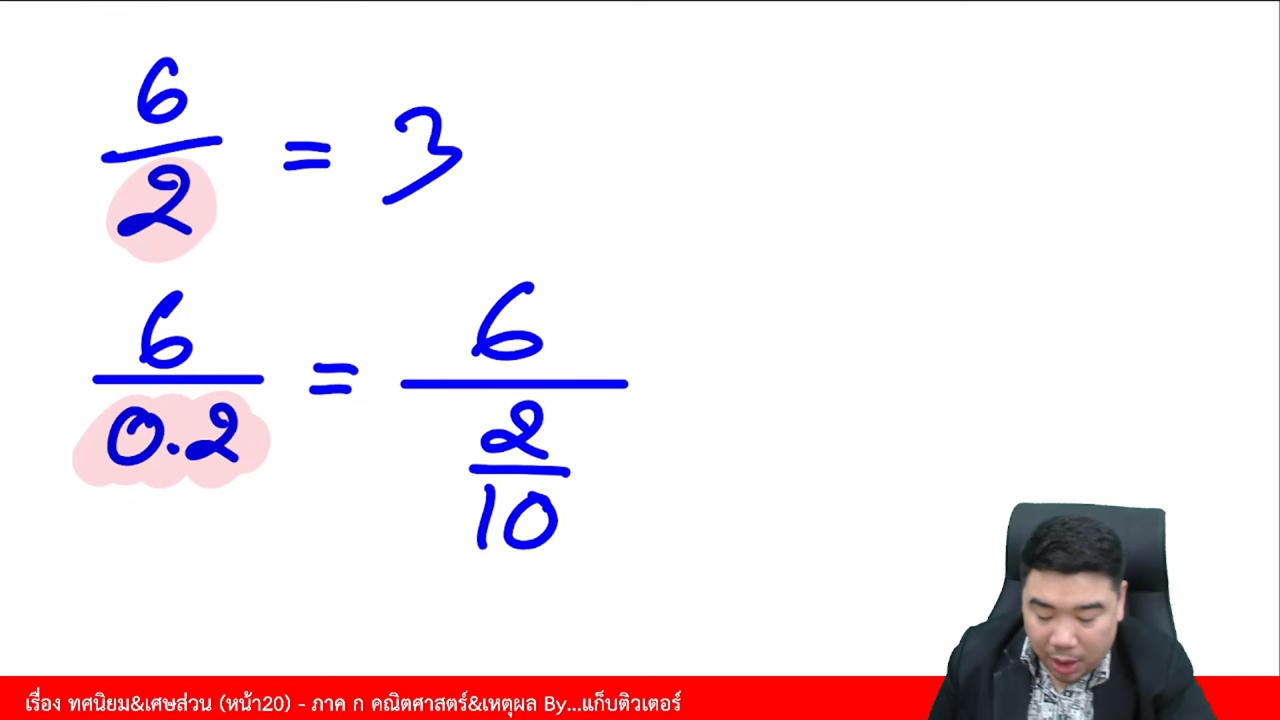 6/2 = 3
6/0.2 = 6/(2/10)
เรื่อง ทศนิยม&เศษส่วน (หน้า20) - ภาค ก คณิตศาสตร์&เหตุผล By...แก็บติวเตอร์